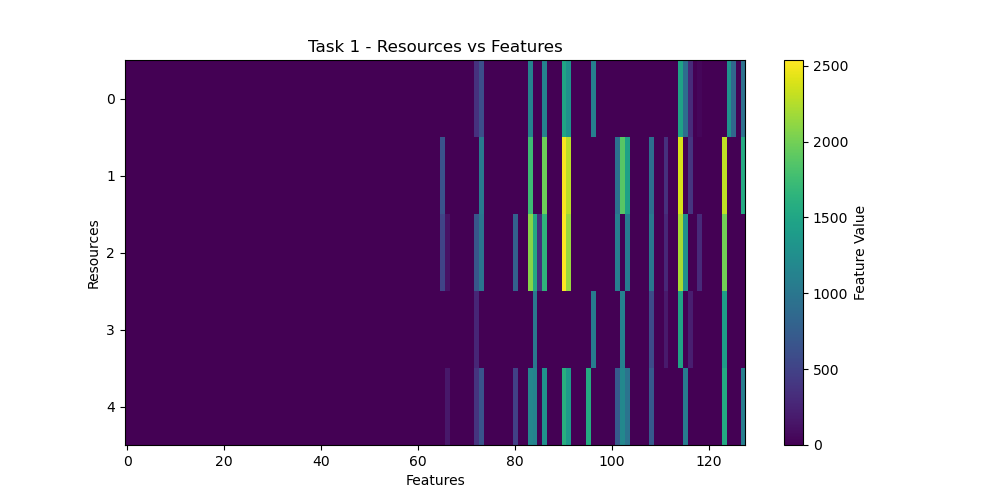 Task 1 - Resources vs Features
0
1
2
3
4
Resources
0 20 40 60 80 100 120
Features
2500
2000
1500
1000
500
0
Feature Value